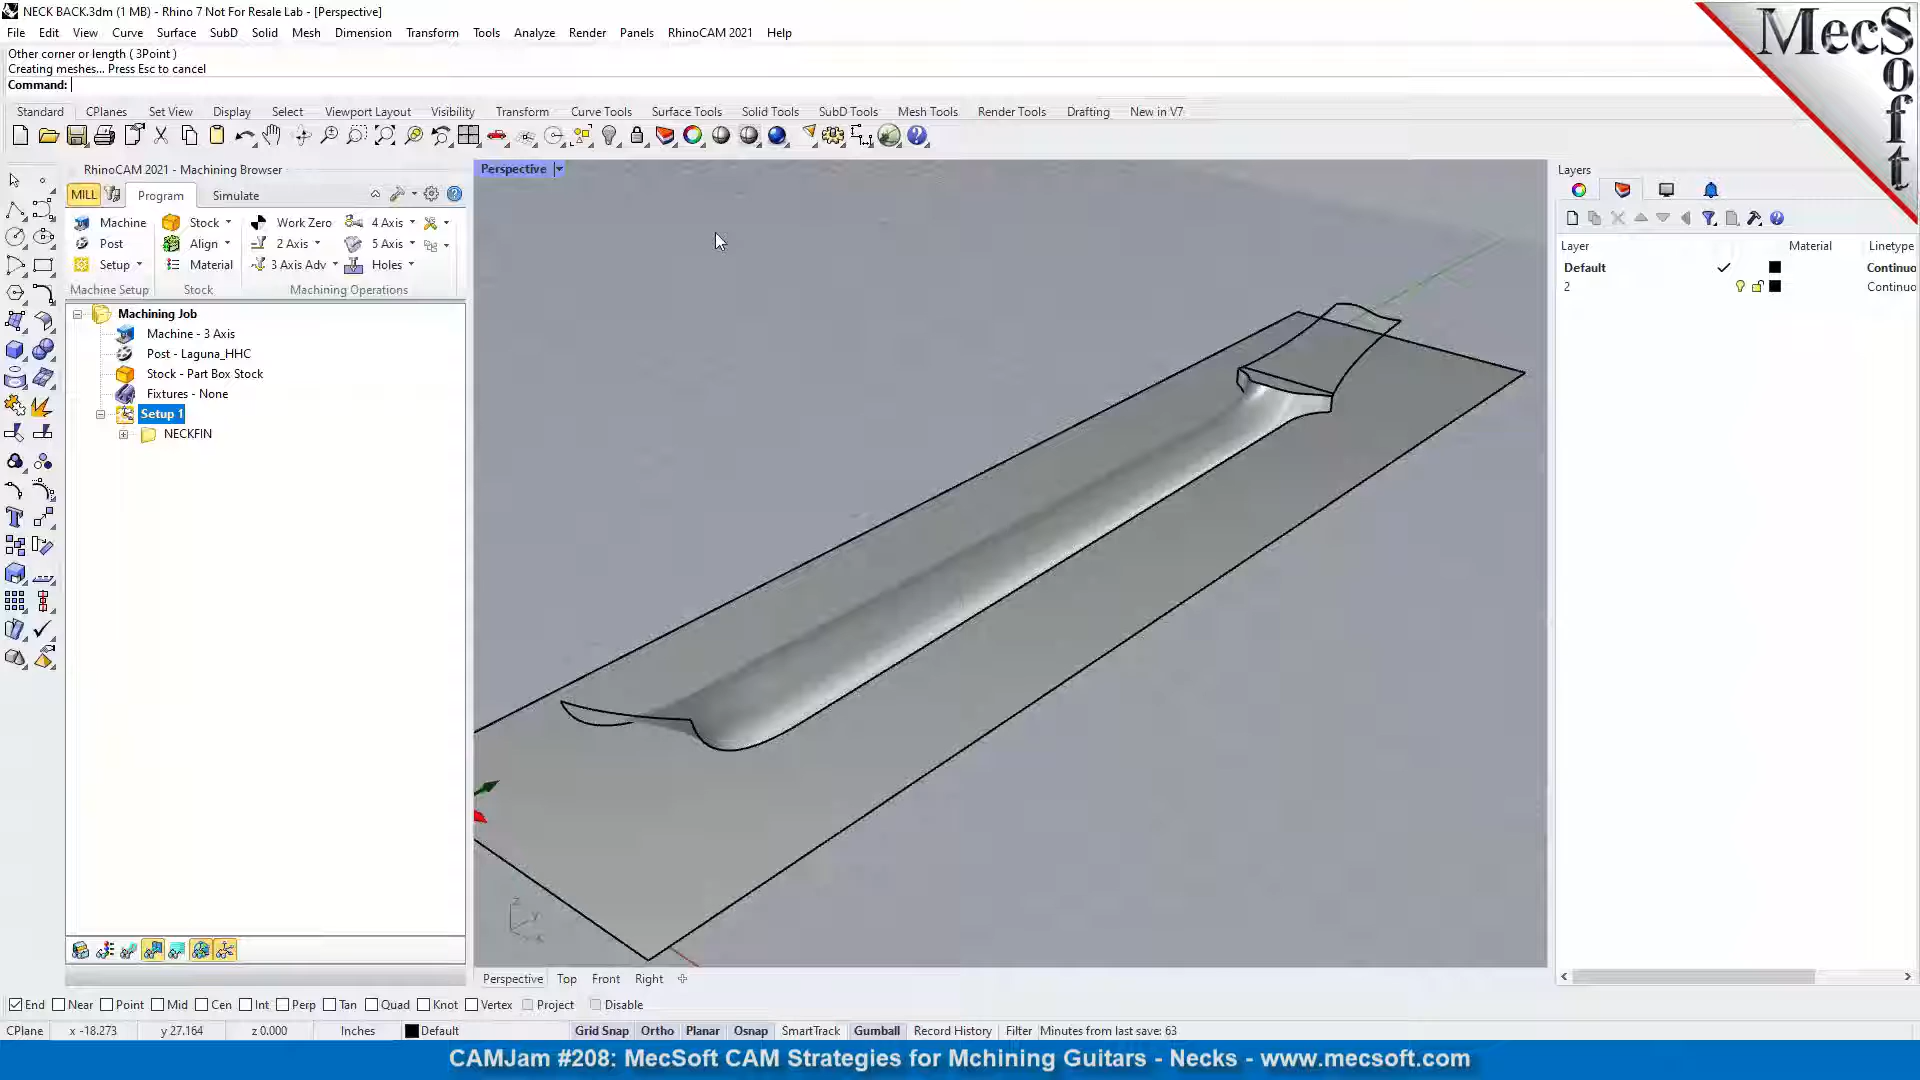 NECK BACK.3dm (1 MB) - Rhino 7 Not For Resale Lab - [Perspective]
File Edit View Curve Surface SubD Solid Mesh Dimension Transform Tools Analyze Render Panels RhinoCAM 2021 Help
Other corner or length ( 3Point )
Creating meshes... Press Esc to cancel
Command:
Standard CPlanes Set View Display Select Viewport Layout Visibility Transform Curve Tools Surface Tools Solid Tools SubD Tools Mesh Tools Render Tools Drafting New in V7
MecSoft
RhinoCAM 2021 - Machining Browser
MILL Program Simulate
Machine Stock Work Zero 4 Axis
Post Align 2 Axis 5 Axis
Setup Material 3 Axis Adv Holes
Machine Setup Stock Machining Operations
Machining Job
Machine - 3 Axis
Post - Laguna_HHC
Stock - Part Box Stock
Fixtures - None
Setup 1
NECKFIN
Perspective
z
y
x
Layers
Layer Material Linetype
Default Continuo
2 Continuo
Perspective Top Front Right
End Near Point Mid Cen Int Perp Tan Quad Knot Vertex Project Disable
CPlane x -18.273 y 27.164 z 0.000 Inches Default Grid Snap Ortho Planar Osnap SmartTrack Gumball Record History Filter Minutes from last save: 63
CAMJam #208: MecSoft CAM Strategies for Mchining Guitars - Necks - www.mecsoft.com